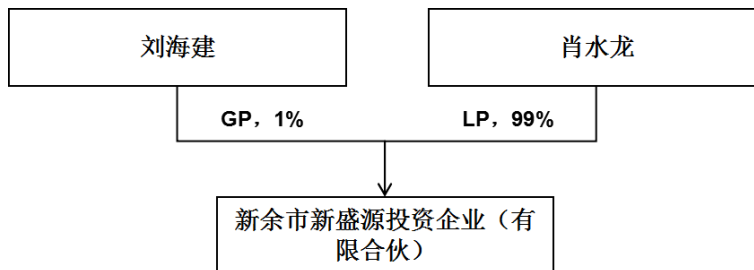 刘海建
肖水龙
GP，1%
LP，99%
新余市新盛源投资企业（有
限合伙）